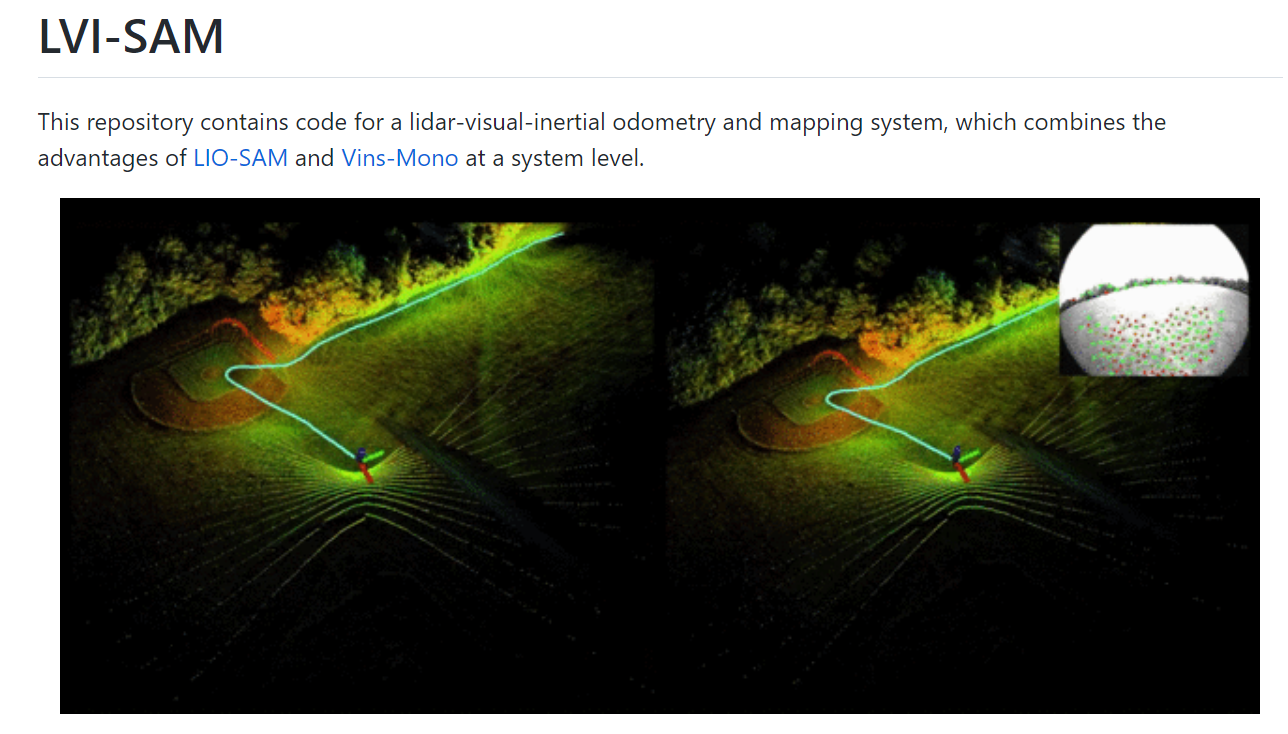 LVI-SAM
This repository contains code for a lidar-visual-inertial odometry and mapping system, which combines the
advantages of LIO-SAM and Vins-Mono at a system level.